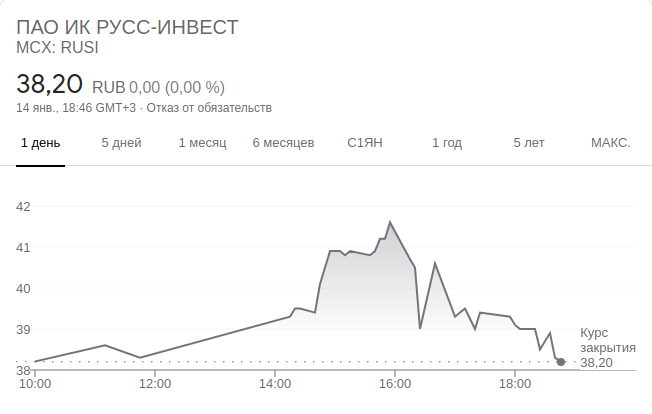 ПАО ИК РУСС-ИНВЕСТ
MCX: RUSI
38,20 RUB 0,00 (0,00 %)
14 янв., 18:46 GMT+3 · Отказ от обязательств
1 день 5 дней 1 месяц 6 месяцев С1ЯН 1 год 5 лет МАКС.
42
41
40
39
38
Курс
закрытия
38,20
10:00 12:00 14:00 16:00 18:00